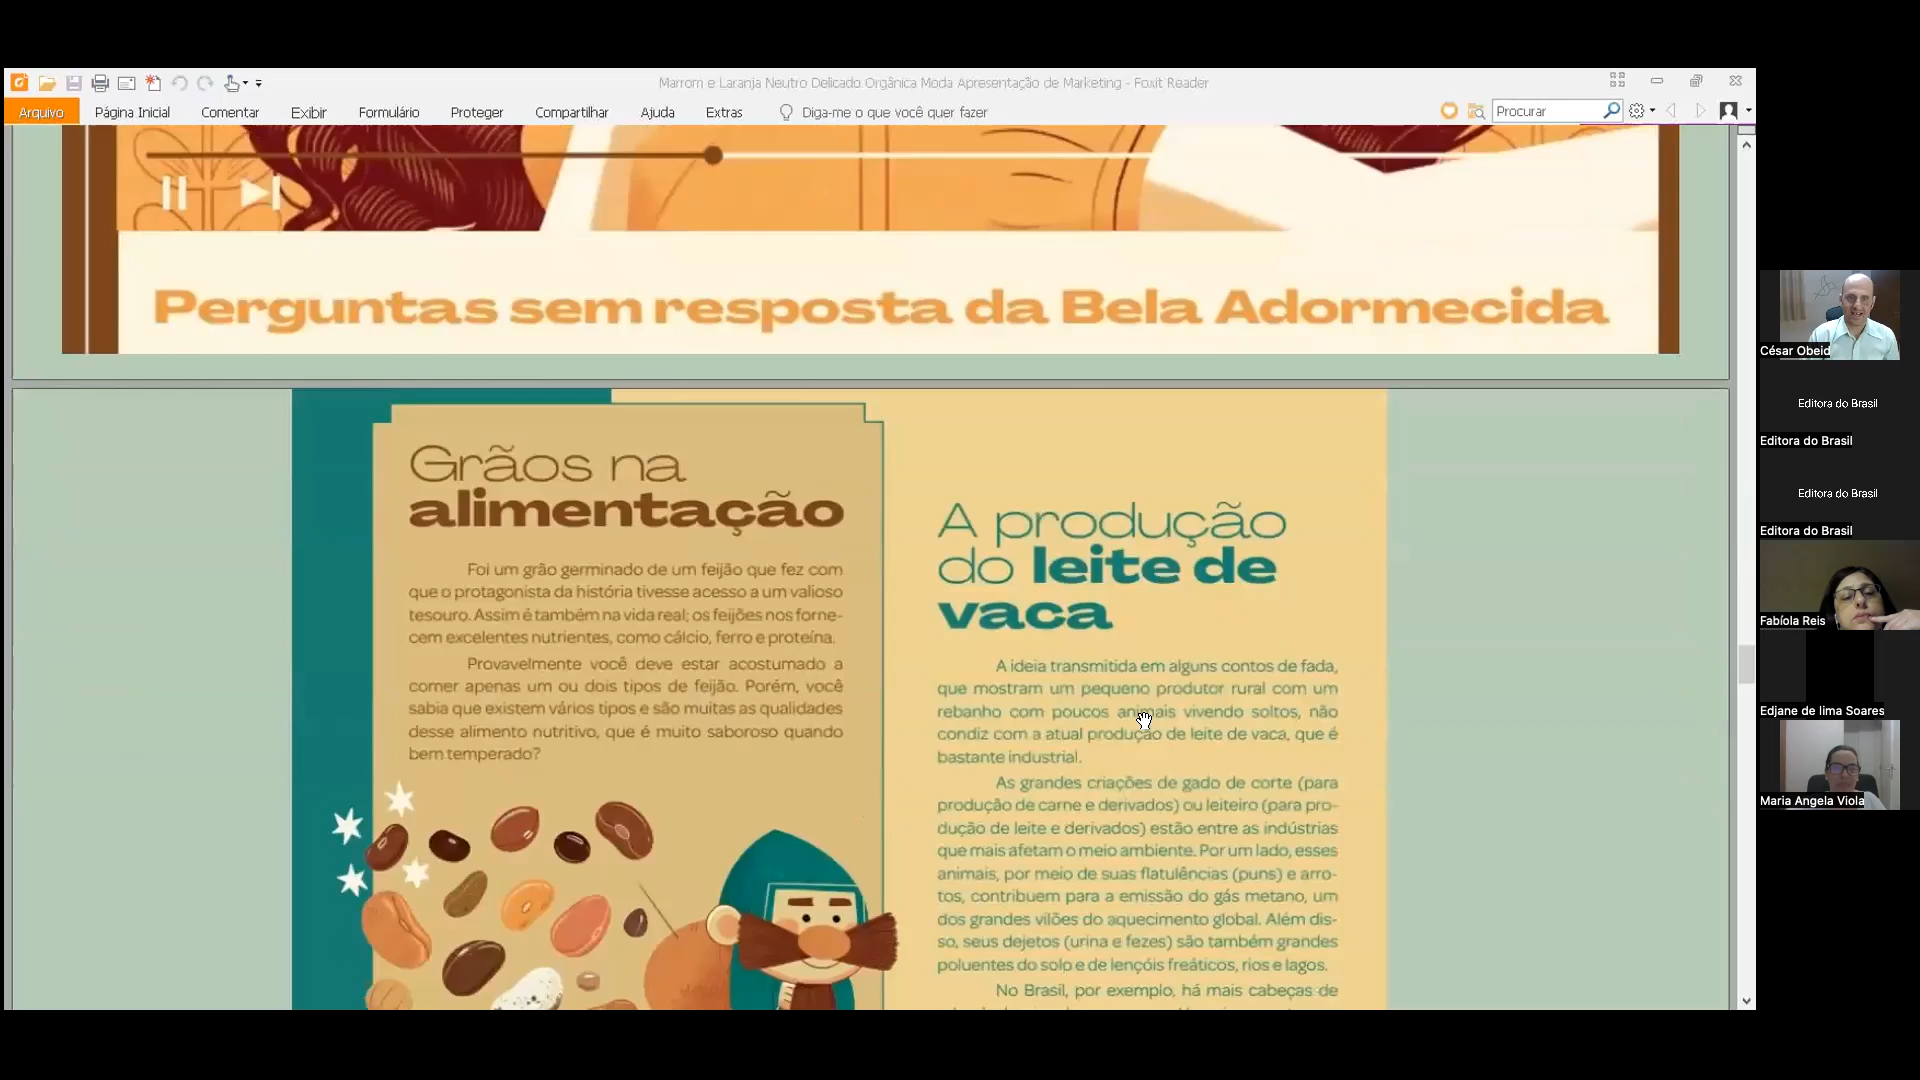 Marrom e Laranja Neutro Delicado Orgânica Moda Apresentação de Marketing - Foxit Reader
Arquivo Página Inicial Comentar Exibir Formulário Proteger Compartilhar Ajuda Extras Diga-me o que você quer fazer Procurar
Perguntas sem resposta da Bela Adormecida
Grãos na
alimentação
Foi um grão germinado de um feijão que fez com
que o protagonista da história tivesse acesso a um valioso
tesouro. Assim é também na vida real; os feijões nos forne-
cem excelentes nutrientes, como cálcio, ferro e proteína.
Provavelmente você deve estar acostumado a
comer apenas um ou dois tipos de feijão. Porém, você
sabia que existem vários tipos e são muitas as qualidades
desse alimento nutritivo, que é muito saboroso quando
bem temperado?
A produção
do leite de
vaca
A ideia transmitida em alguns contos de fada,
que mostram um pequeno produtor rural com um
rebanho com poucos animais vivendo soltos, não
condiz com a atual produção de leite de vaca, que é
bastante industrial.
As grandes criações de gado de corte (para
produção de carne e derivados) ou leiteiro (para pro-
dução de leite e derivados) estão entre as indústrias
que mais afetam o meio ambiente. Por um lado, esses
animais, por meio de suas flatulências (puns) e arro-
tos, contribuem para a emissão do gás metano, um
dos grandes vilões do aquecimento global. Além dis-
so, seus dejetos (urina e fezes) são também grandes
poluentes do solo e de lençóis freáticos, rios e lagos.
No Brasil, por exemplo, há mais cabeças de
César Obeid
Editora do Brasil
Editora do Brasil
Editora do Brasil
Editora do Brasil
Fabíola Reis
Edjane de lima Soares
Maria Angela Viola